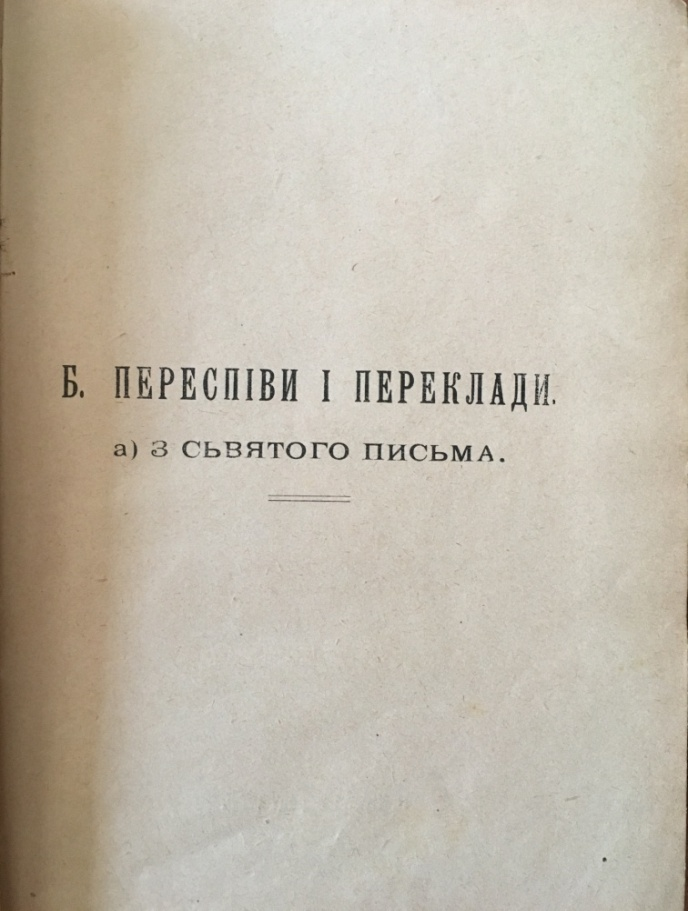 Б. ПЕРЕСПІВИ І ПЕРЕКЛАДИ.
а) З СЬВЯТОГО ПИСЬМА.